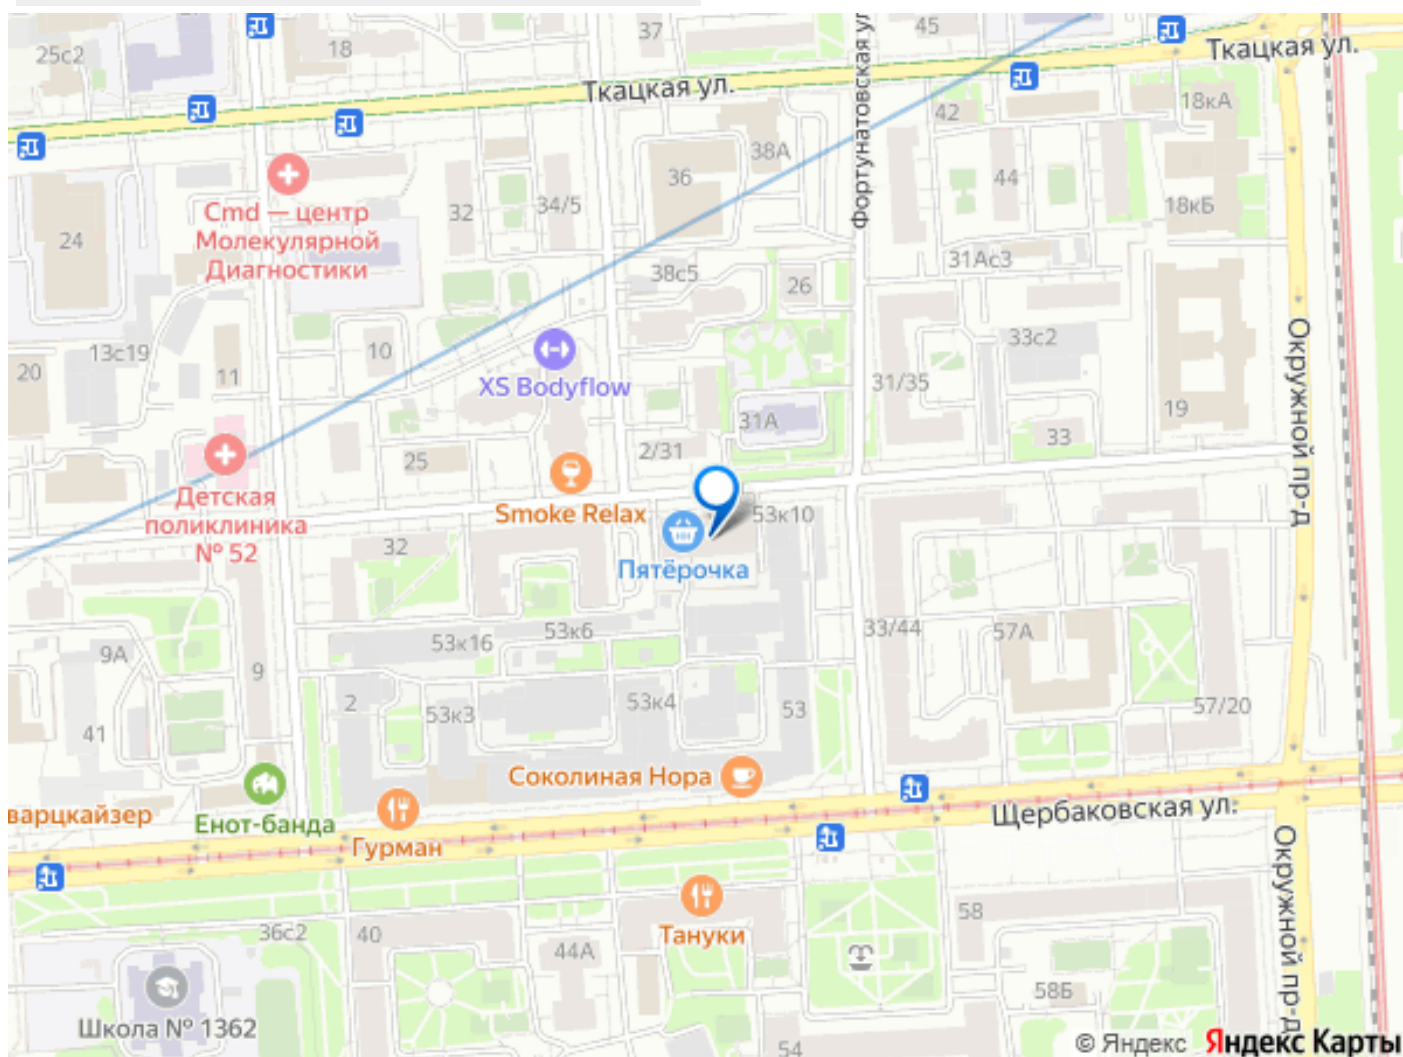 37
45
Ткацкая ул.
25с2
18
Ткацкая ул.
Фортунатовская ул
42
18кА
38А
36
44
Cmd — центр
Молекулярной
Диагностики
32
34/5
18кБ
24
38с5
26
31Ас3
13с19
10
33с2
20
11
XS Bodyflow
31/35
Окружной пр-д
19
31А
33
2/31
25
Детская
поликлиника
№ 52
Smoke Relax
53к10
32
Пятёрочка
53к6
53к16
33/44
57А
9А
9
2
53к3
53к4
53
57/20
41
Соколиная Нора
варцкайзер
Енот-банда
Гурман
Щербаковская ул.
Окружной пр-д
Тануки
58
36с2
40
44А
58Б
Школа № 1362
54
© Яндекс Яндекс Карты